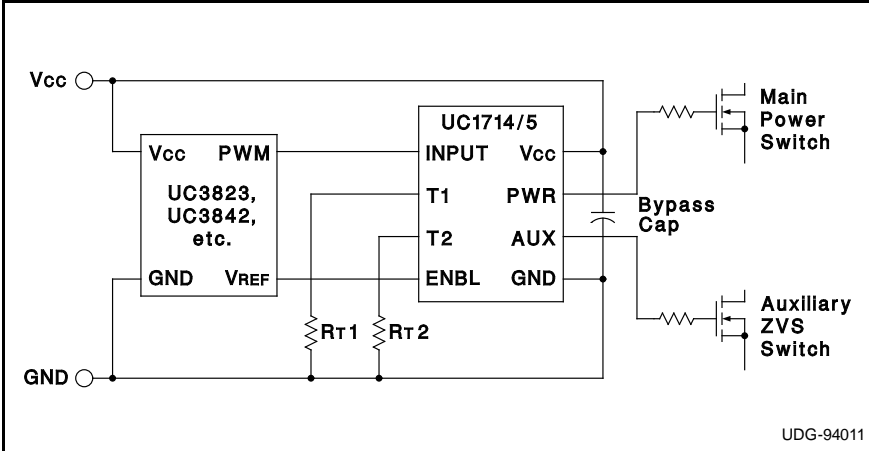 Vcc
Vcc PWM
UC3823,
UC3842,
etc.
GND VREF
GND
UC1714/5
INPUT Vcc
T1 PWR
T2 AUX
ENBL GND
RT1
RT2
Bypass
Cap
Main
Power
Switch
Auxiliary
ZVS
Switch
UDG-94011